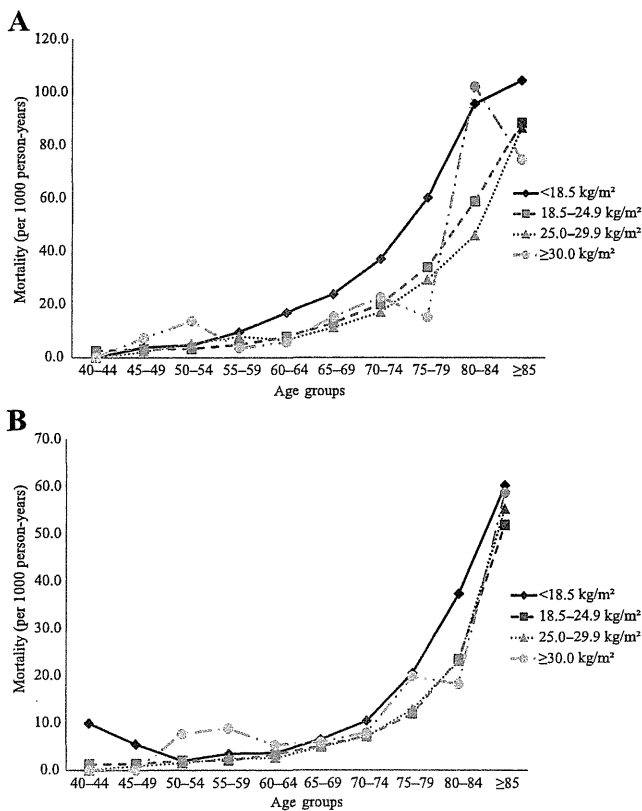 A
120.0
100.0
80.0
60.0
40.0
20.0
0.0
Mortality (per 1000 person-years)
<18.5 kg/m²
18.5–24.9 kg/m²
25.0–29.9 kg/m²
≥30.0 kg/m²
40–44 45–49 50–54 55–59 60–64 65–69 70–74 75–79 80–84 ≥85
Age groups
B
70.0
60.0
50.0
40.0
30.0
20.0
10.0
0.0
Mortality (per 1000 person-years)
<18.5 kg/m²
18.5–24.9 kg/m²
25.0–29.9 kg/m²
≥30.0 kg/m²
40–44 45–49 50–54 55–59 60–64 65–69 70–74 75–79 80–84 ≥85
Age groups